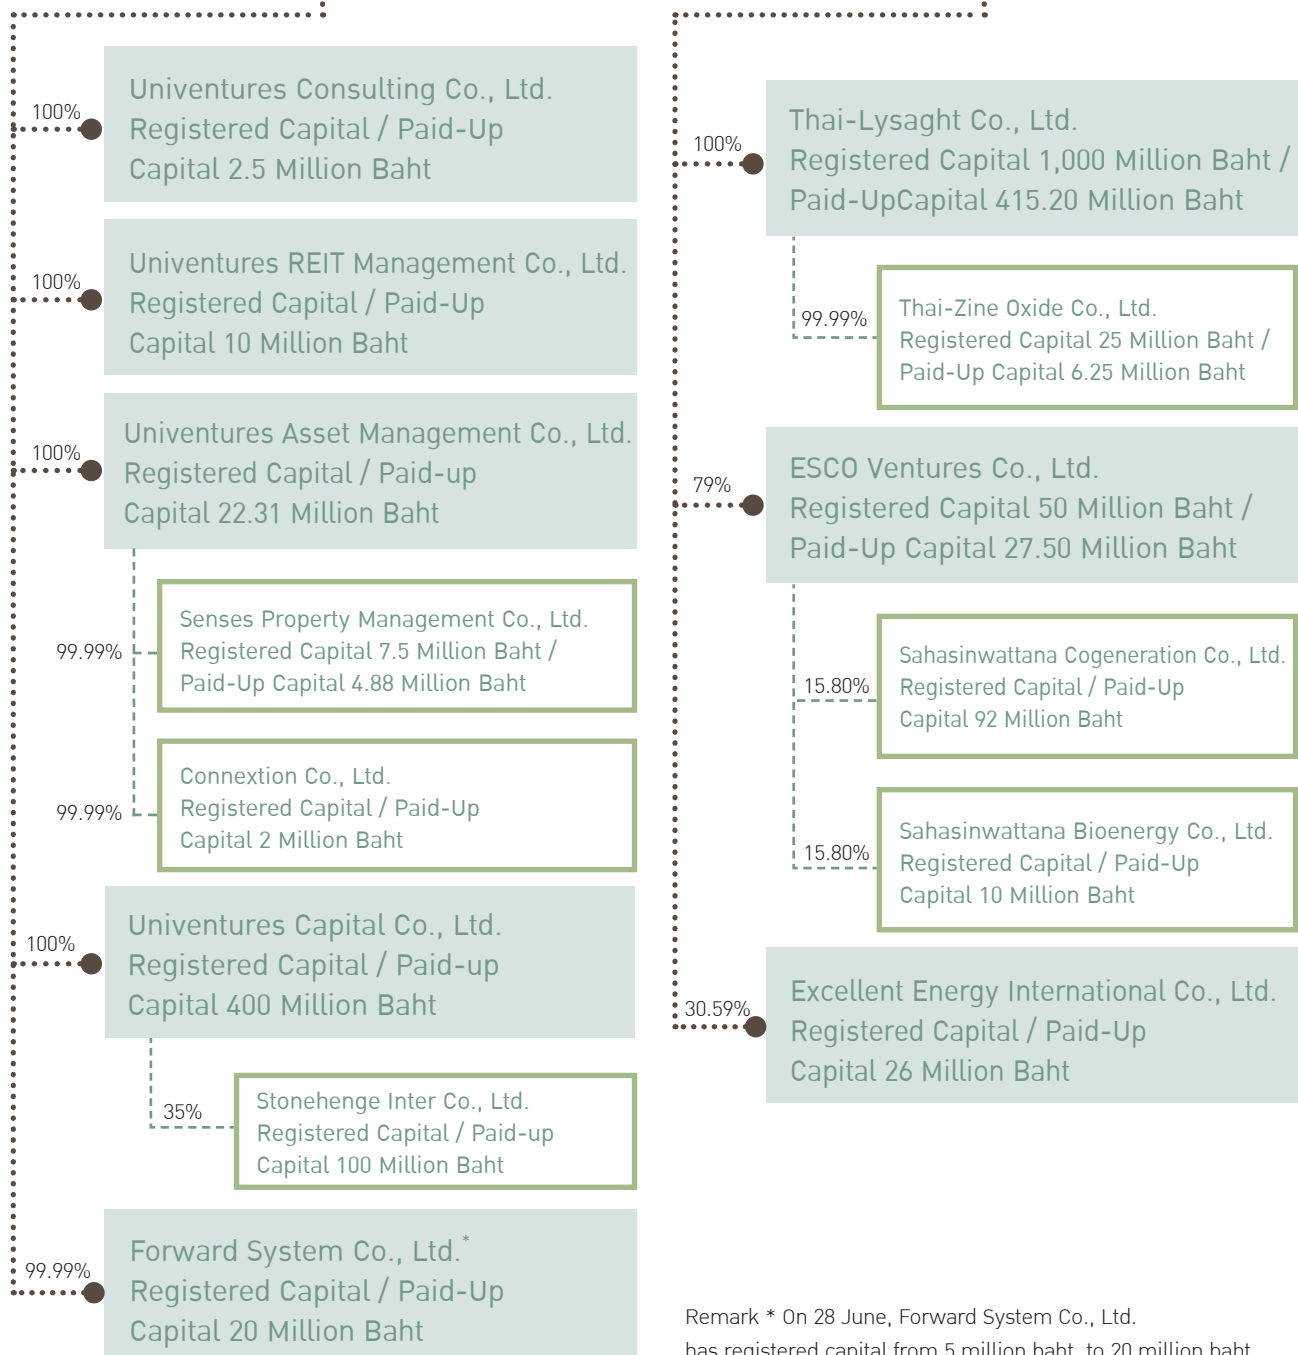 100%
Univentures Consulting Co., Ltd.
Registered Capital / Paid-Up
Capital 2.5 Million Baht
100%
Univentures REIT Management Co., Ltd.
Registered Capital / Paid-Up
Capital 10 Million Baht
100%
Univentures Asset Management Co., Ltd.
Registered Capital / Paid-up
Capital 22.31 Million Baht
99.99%
Senses Property Management Co., Ltd.
Registered Capital 7.5 Million Baht /
Paid-Up Capital 4.88 Million Baht
99.99%
Connextion Co., Ltd.
Registered Capital / Paid-Up
Capital 2 Million Baht
100%
Univentures Capital Co., Ltd.
Registered Capital / Paid-up
Capital 400 Million Baht
35%
Stonehenge Inter Co., Ltd.
Registered Capital / Paid-up
Capital 100 Million Baht
99.99%
Forward System Co., Ltd.*
Registered Capital / Paid-Up
Capital 20 Million Baht
100%
Thai-Lysaght Co., Ltd.
Registered Capital 1,000 Million Baht /
Paid-UpCapital 415.20 Million Baht
99.99%
Thai-Zine Oxide Co., Ltd.
Registered Capital 25 Million Baht /
Paid-Up Capital 6.25 Million Baht
79%
ESCO Ventures Co., Ltd.
Registered Capital 50 Million Baht /
Paid-Up Capital 27.50 Million Baht
15.80%
Sahasinwattana Cogeneration Co., Ltd.
Registered Capital / Paid-Up
Capital 92 Million Baht
15.80%
Sahasinwattana Bioenergy Co., Ltd.
Registered Capital / Paid-Up
Capital 10 Million Baht
30.59%
Excellent Energy International Co., Ltd.
Registered Capital / Paid-Up
Capital 26 Million Baht
Remark * On 28 June, Forward System Co., Ltd.
has registered capital from 5 million baht to 20 million baht